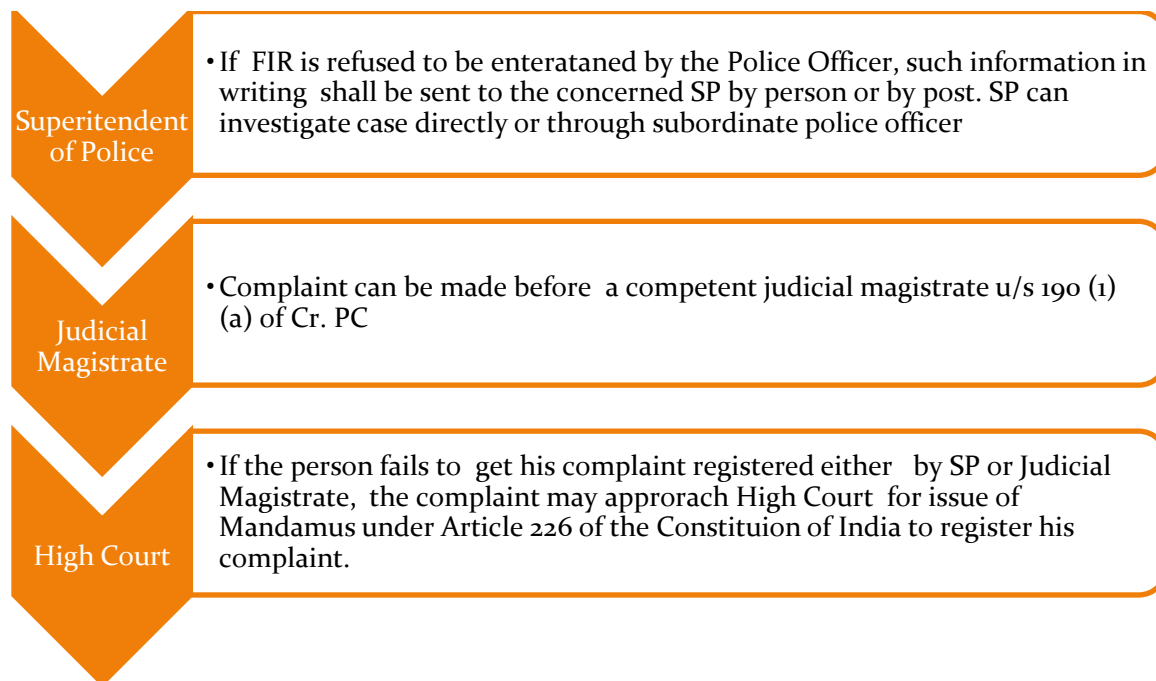 Superitendent
of Police
• If FIR is refused to be enterataned by the Police Officer, such information in
writing shall be sent to the concerned SP by person or by post. SP can
investigate case directly or through subordinate police officer
Judicial
Magistrate
• Complaint can be made before a competent judicial magistrate u/s 190 (1)
(a) of Cr. PC
High Court
• If the person fails to get his complaint registered either by SP or Judicial
Magistrate, the complaint may approrach High Court for issue of
Mandamus under Article 226 of the Constituion of India to register his
complaint.